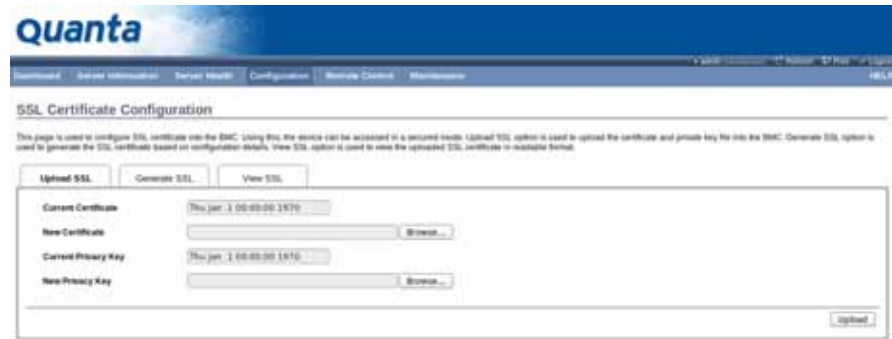 Quanta
admin Refresh Print Logout
Dashboard Server Information Server Health Configuration Remote Control Maintenance HELP
SSL Certificate Configuration
This page is used to configure SSL certificate into the BMC. Using this, the device can be accessed in a secured mode. Upload SSL option is used to upload the certificate and private key file into the BMC. Generate SSL option is
used to generate the SSL certificate based on configuration details. View SSL option is used to view the uploaded SSL certificate in readable format.
Upload SSL Generate SSL View SSL
Current Certificate Thu Jan 1 00:00:00 1970
New Certificate Browse...
Current Privacy Key Thu Jan 1 00:00:00 1970
New Privacy Key Browse...
Upload